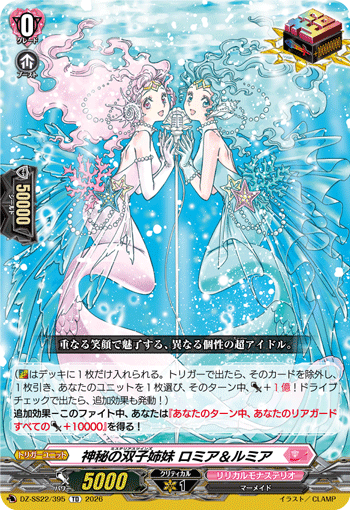 0
グレード
ブースト
50000
シールド
重なる笑顔で魅了する、異なる個性の超アイドル。
(はデッキに1枚だけ入れられる。トリガーで出たら、そのカードを除外し、
1枚引き、あなたのユニットを1枚選び、そのターン中、+1億!ドライブ
チェックで出たら、追加効果も発動!)
追加効果ーこのファイト中、あなたは『あなたのターン中、あなたのリアガード
すべての+10000』を得る!
トリガーユニット
神秘の双子姉妹 ロミア&ルミア
パワー
5000
クリティカル
1
リリカルモナステリオ
マーメイド
DZ-SS22/395 TD 2026
イラスト/ CLAMP